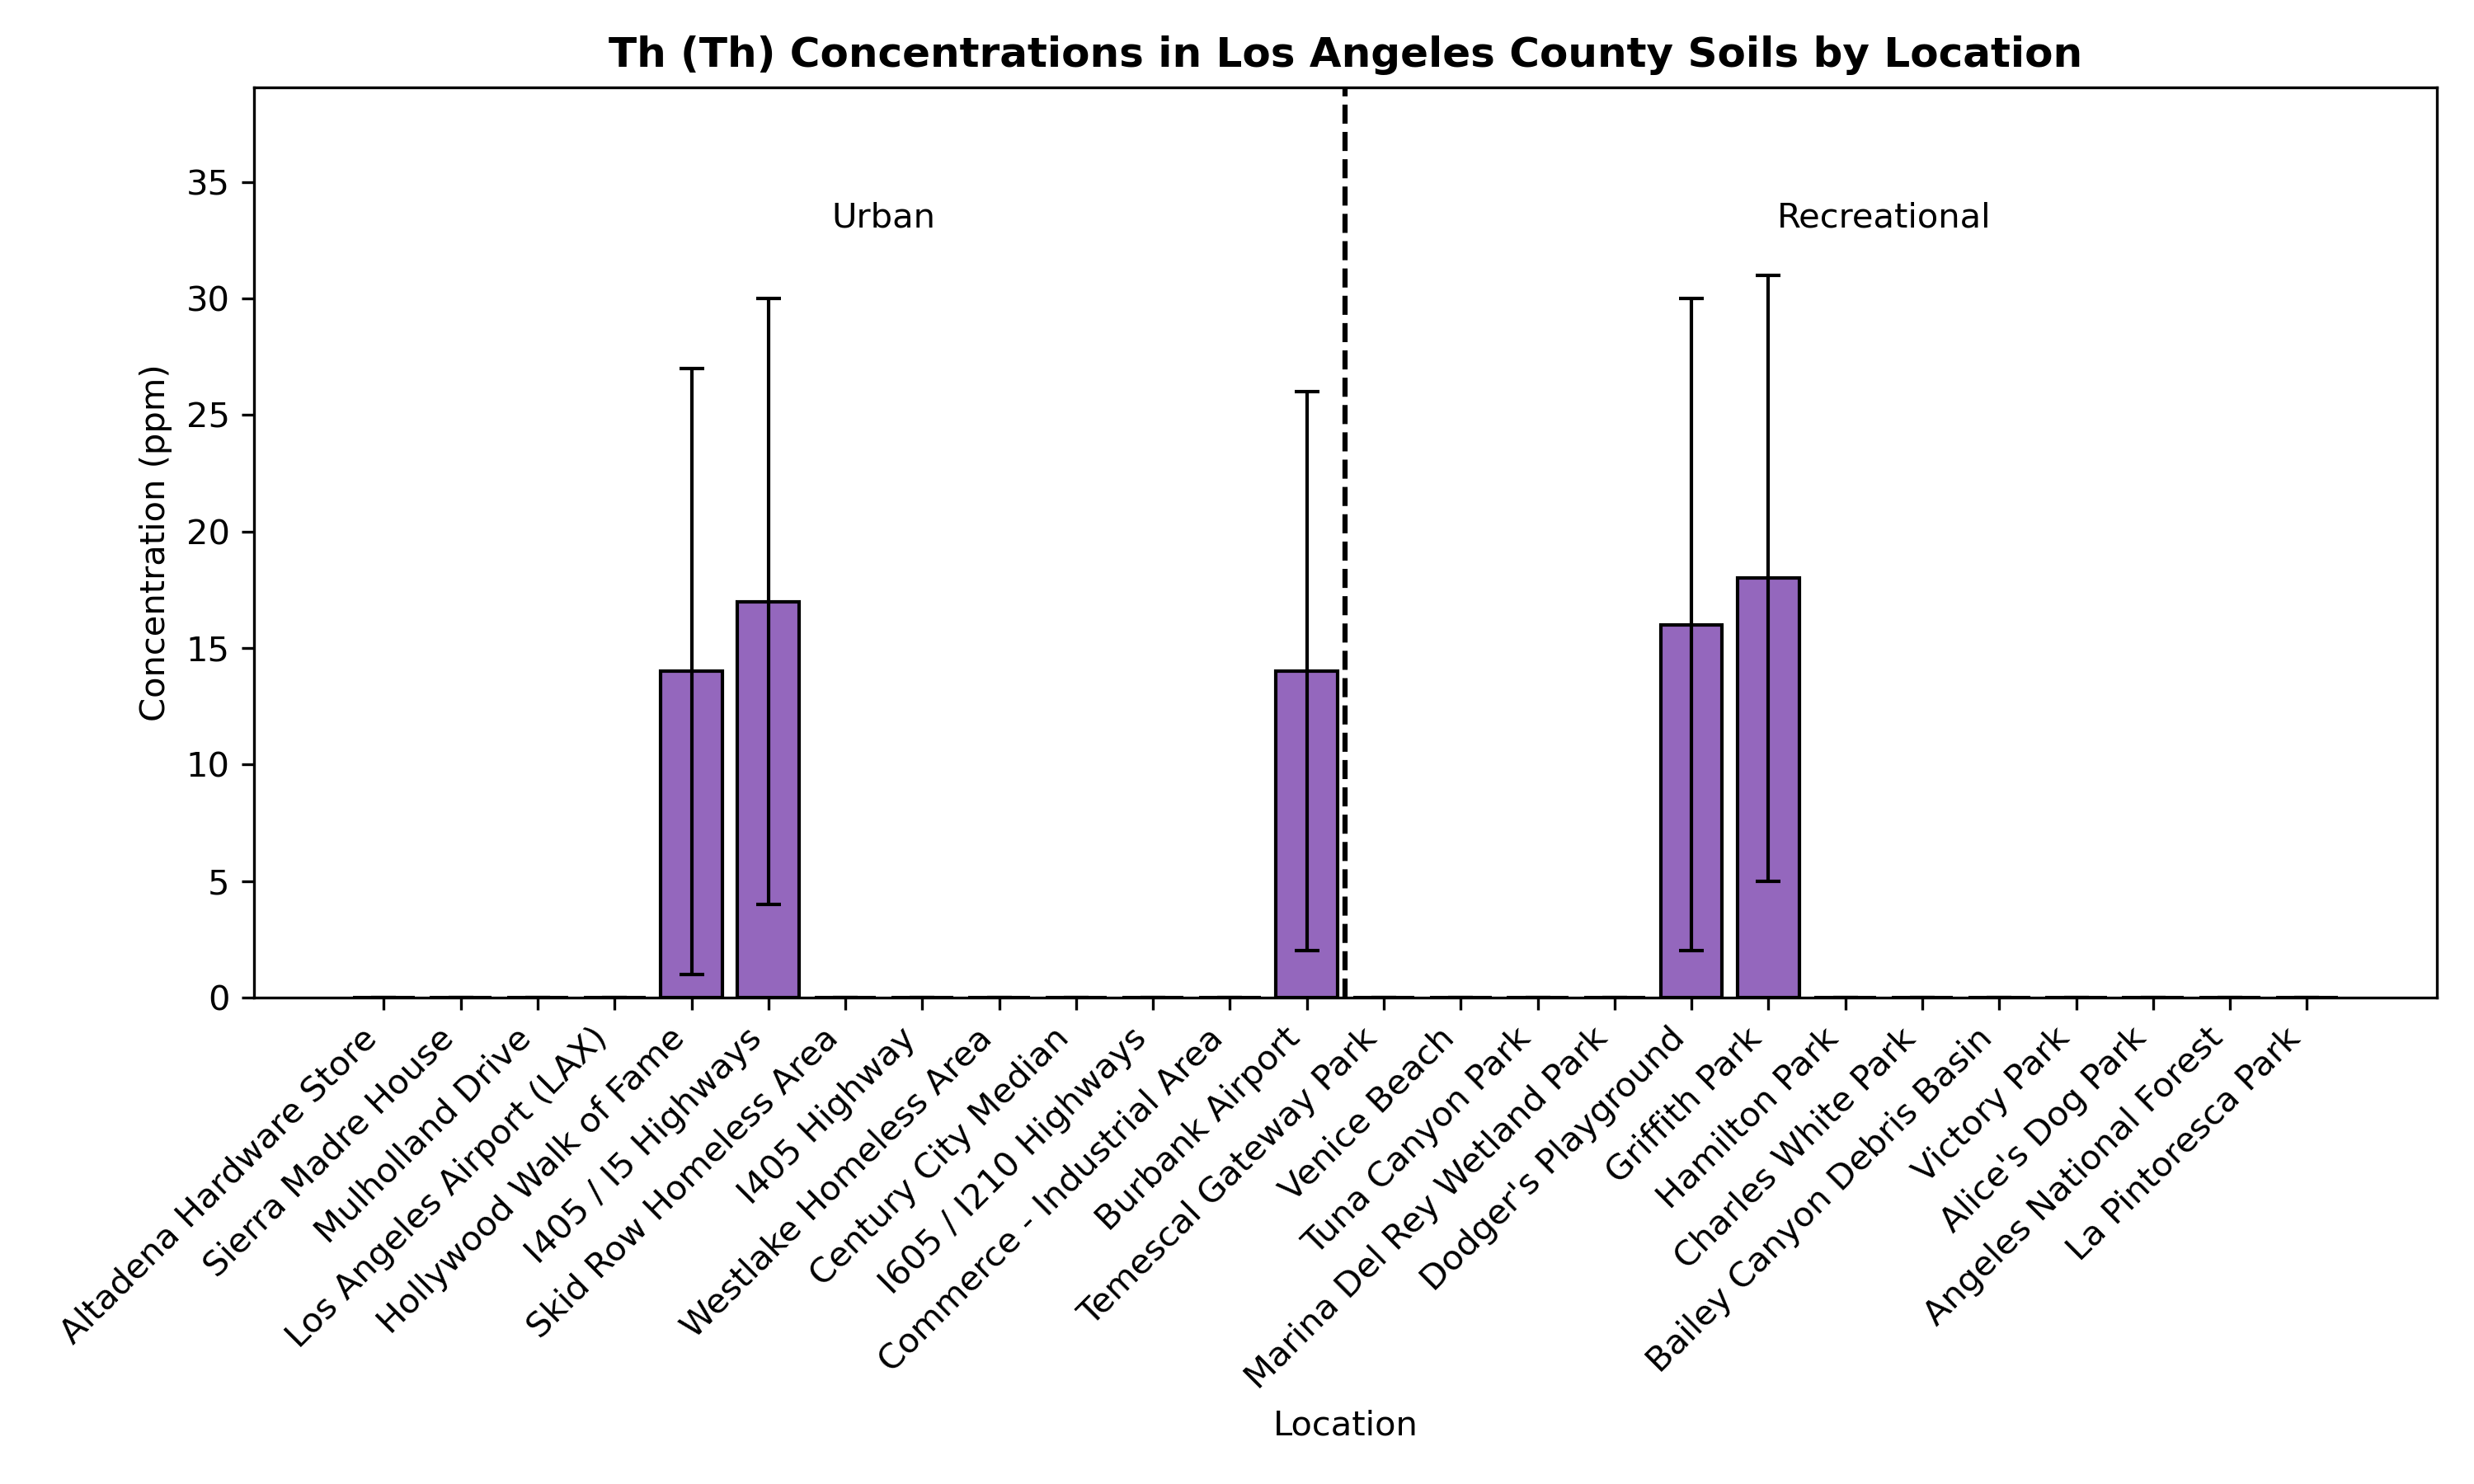 Th (Th) Concentrations in Los Angeles County Soils by Location
Urban
Recreational
Concentration (ppm)
35
30
25
20
15
10
5
0
Altadena Hardware Store
Sierra Madre House
Mulholland Drive
Los Angeles Airport (LAX)
Hollywood Walk of Fame
I405 / I5 Highways
Skid Row Homeless Area
I405 Highway
Westlake Homeless Area
Century City Median
I605 / I210 Highways
Commerce - Industrial Area
Burbank Airport
Temescal Gateway Park
Venice Beach
Tuna Canyon Park
Marina Del Rey Wetland Park
Dodger's Playground
Griffith Park
Hamilton Park
Charles White Park
Bailey Canyon Debris Basin
Victory Park
Alice's Dog Park
Angeles National Forest
La Pintoresca Park
Location